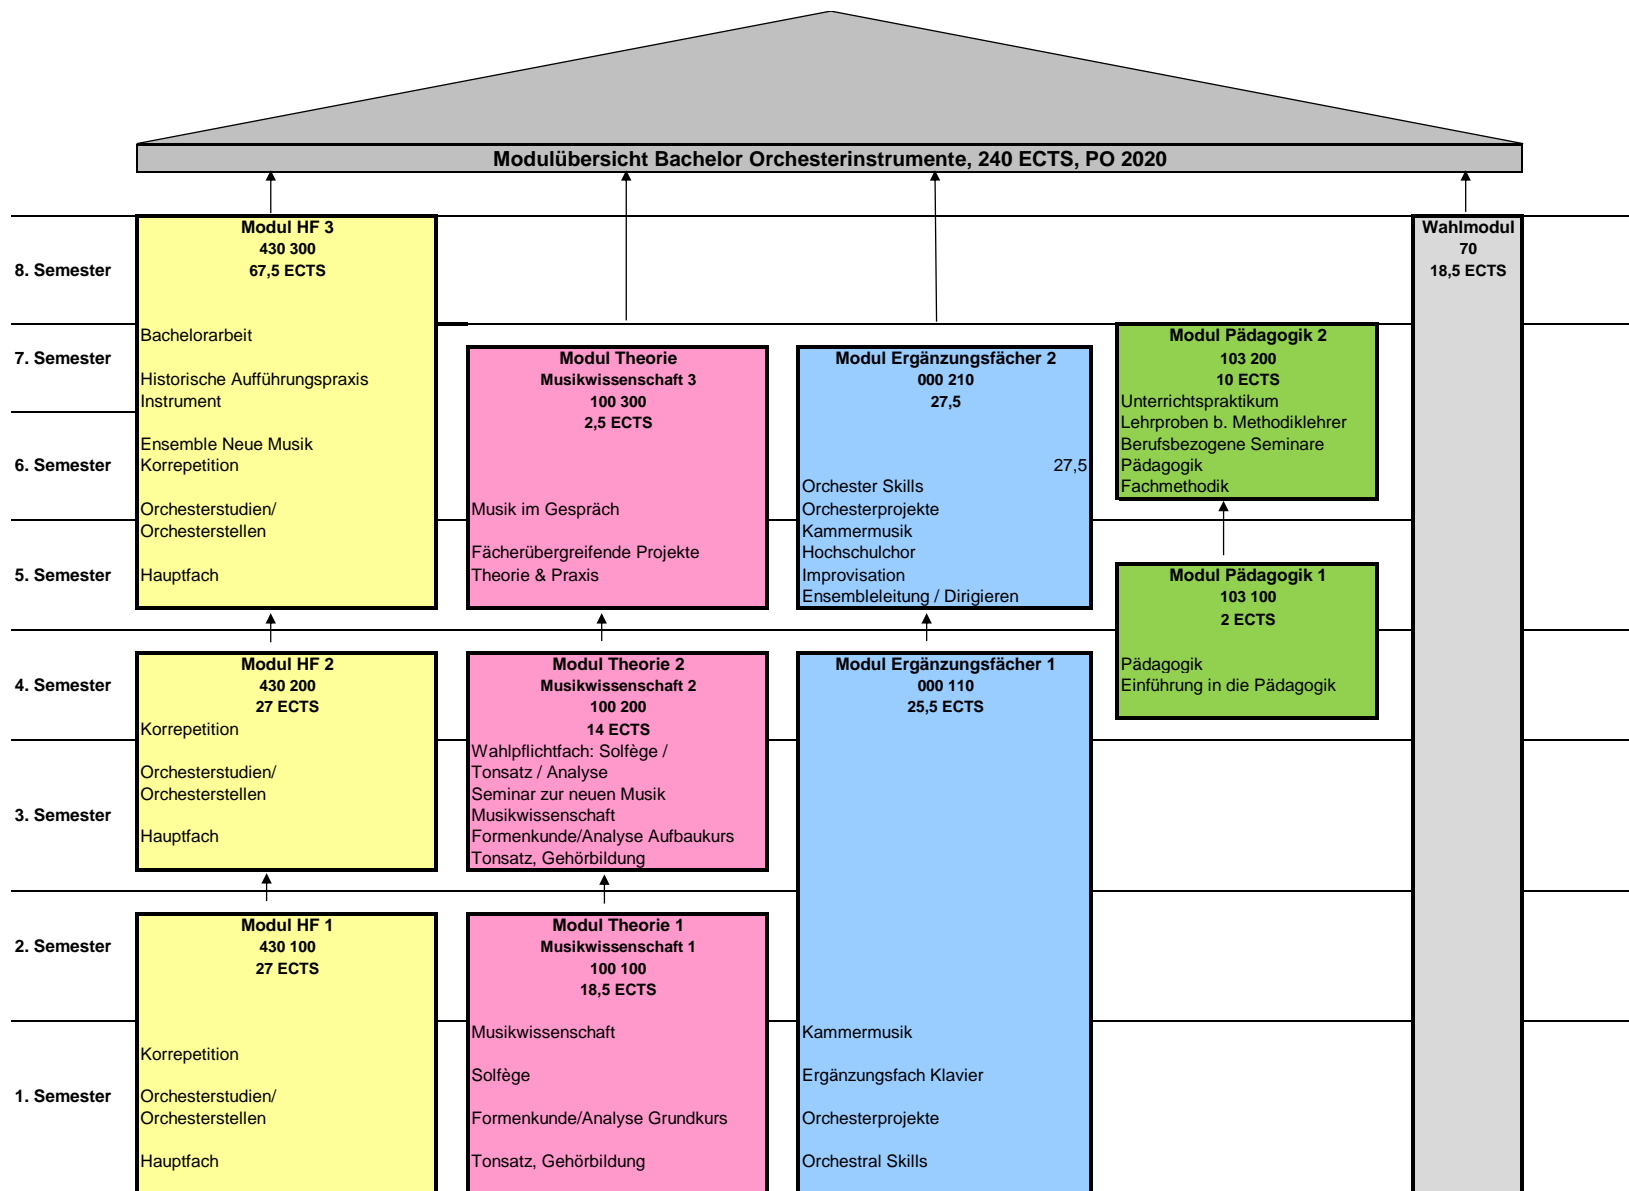 Modulübersicht Bachelor Orchesterinstrumente, 240 ECTS, PO 2020
8. Semester
7. Semester
6. Semester
5. Semester
4. Semester
3. Semester
2. Semester
1. Semester
Modul HF 3
430 300
67,5 ECTS
Bachelorarbeit
Historische Aufführungspraxis
Instrument
Ensemble Neue Musik
Korrepetition
Orchesterstudien/
Orchesterstellen
Hauptfach
Modul HF 2
430 200
27 ECTS
Korrepetition
Orchesterstudien/
Orchesterstellen
Hauptfach
Modul HF 1
430 100
27 ECTS
Korrepetition
Orchesterstudien/
Orchesterstellen
Hauptfach
Modul Theorie
Musikwissenschaft 3
100 300
2,5 ECTS
Musik im Gespräch
Fächerübergreifende Projekte
Theorie & Praxis
Modul Theorie 2
Musikwissenschaft 2
100 200
14 ECTS
Wahlpflichtfach: Solfège /
Tonsatz / Analyse
Seminar zur neuen Musik
Musikwissenschaft
Formenkunde/Analyse Aufbaukurs
Tonsatz, Gehörbildung
Modul Theorie 1
Musikwissenschaft 1
100 100
18,5 ECTS
Musikwissenschaft
Solfège
Formenkunde/Analyse Grundkurs
Tonsatz, Gehörbildung
Modul Ergänzungsfächer 2
000 210
27,5
27,5
Orchester Skills
Orchesterprojekte
Kammermusik
Hochschulchor
Improvisation
Ensembleleitung / Dirigieren
Modul Ergänzungsfächer 1
000 110
25,5 ECTS
Kammermusik
Ergänzungsfach Klavier
Orchesterprojekte
Orchestral Skills
Modul Pädagogik 2
103 200
10 ECTS
Unterrichtspraktikum
Lehrproben b. Methodiklehrer
Berufsbezogene Seminare
Pädagogik
Fachmethodik
Modul Pädagogik 1
103 100
2 ECTS
Pädagogik
Einführung in die Pädagogik
Wahlmodul
70
18,5 ECTS